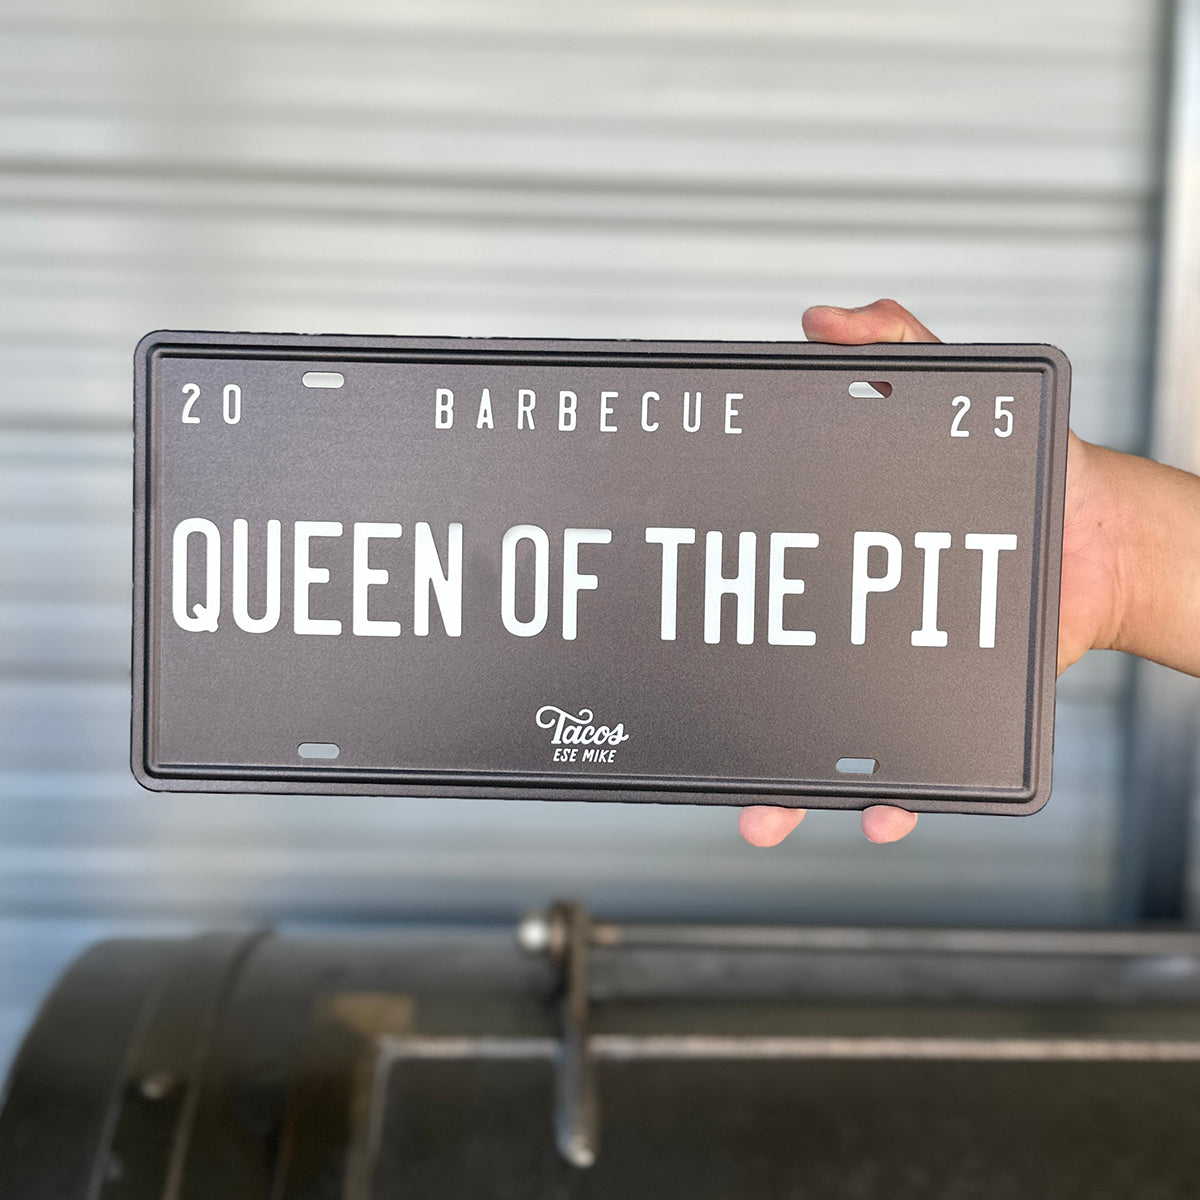 20 BARBECUE 25
QUEEN OF THE PIT
Tacos
ESE MIKE